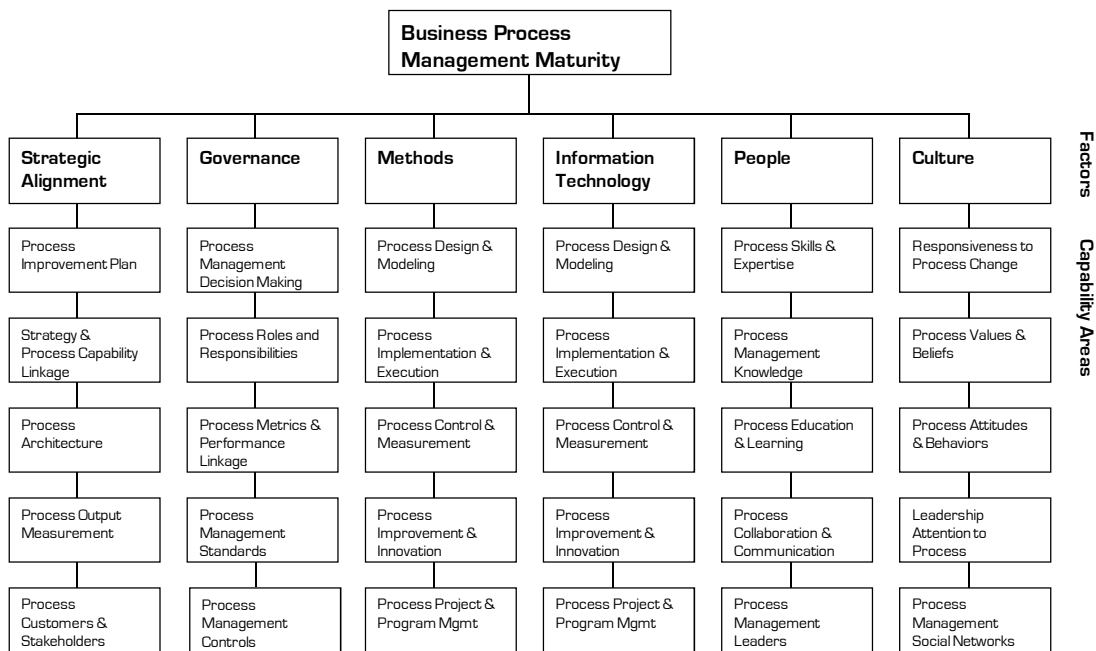 Business Process
Management Maturity
Strategic
Alignment
Governance
Methods
Information
Technology
People
Culture
Factors
Process
Improvement Plan
Process
Management
Decision Making
Process Design &
Modeling
Process Design &
Modeling
Process Skills &
Expertise
Responsiveness to
Process Change
Capability Areas
Strategy &
Process Capability
Linkage
Process Roles and
Responsibilities
Process
Implementation &
Execution
Process
Implementation &
Execution
Process
Management
Knowledge
Process Values &
Beliefs
Process
Architecture
Process Metrics &
Performance
Linkage
Process Control &
Measurement
Process Control &
Measurement
Process Education
& Learning
Process Attitudes
& Behaviors
Process Output
Measurement
Process
Management
Standards
Process
Improvement &
Innovation
Process
Improvement &
Innovation
Process
Collaboration &
Communication
Leadership
Attention to
Process
Process
Customers &
Stakeholders
Process
Management
Controls
Process Project &
Program Mgmt
Process Project &
Program Mgmt
Process
Management
Leaders
Process
Management
Social Networks